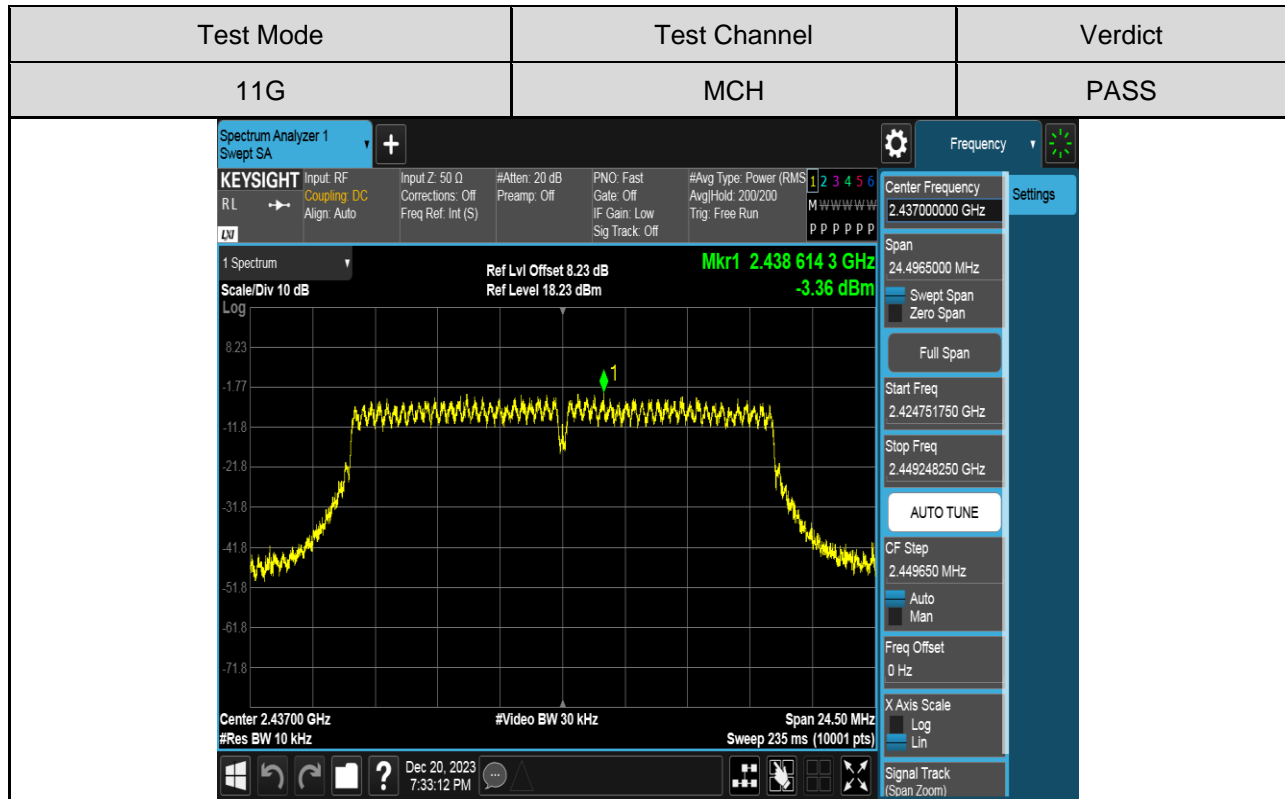 Test Mode Test Channel Verdict
11G MCH PASS
Spectrum Analyzer 1
Swept SA
+
Frequency
KEYSIGHT Input: RF Input Z: 50 Ω #Atten: 20 dB PNO: Fast #Avg Type: Power (RMS 1 2 3 4 5 6
RL Coupling: DC Corrections: Off Preamp: Off Gate: Off Avg|Hold: 200/200
Align: Auto Freq Ref: Int (S) IF Gain: Low Trig: Free Run M W W W W W
LXI Sig Track: Off P P P P P P
1 Spectrum
Scale/Div 10 dB
Ref Lvl Offset 8.23 dB
Ref Level 18.23 dBm
Mkr1 2.438 614 3 GHz
-3.36 dBm
Log
8.23
-1.77
-11.8
-21.8
-31.8
-41.8
-51.8
-61.8
-71.8
1
Center 2.43700 GHz #Video BW 30 kHz Span 24.50 MHz
#Res BW 10 kHz Sweep 235 ms (10001 pts)
Center Frequency
2.437000000 GHz
Settings
Span
24.4965000 MHz
Swept Span
Zero Span
Full Span
Start Freq
2.424751750 GHz
Stop Freq
2.449248250 GHz
AUTO TUNE
CF Step
2.449650 MHz
Auto
Man
Freq Offset
0 Hz
X Axis Scale
Log
Lin
Signal Track
(Span Zoom)
?
Dec 20, 2023
7:33:12 PM